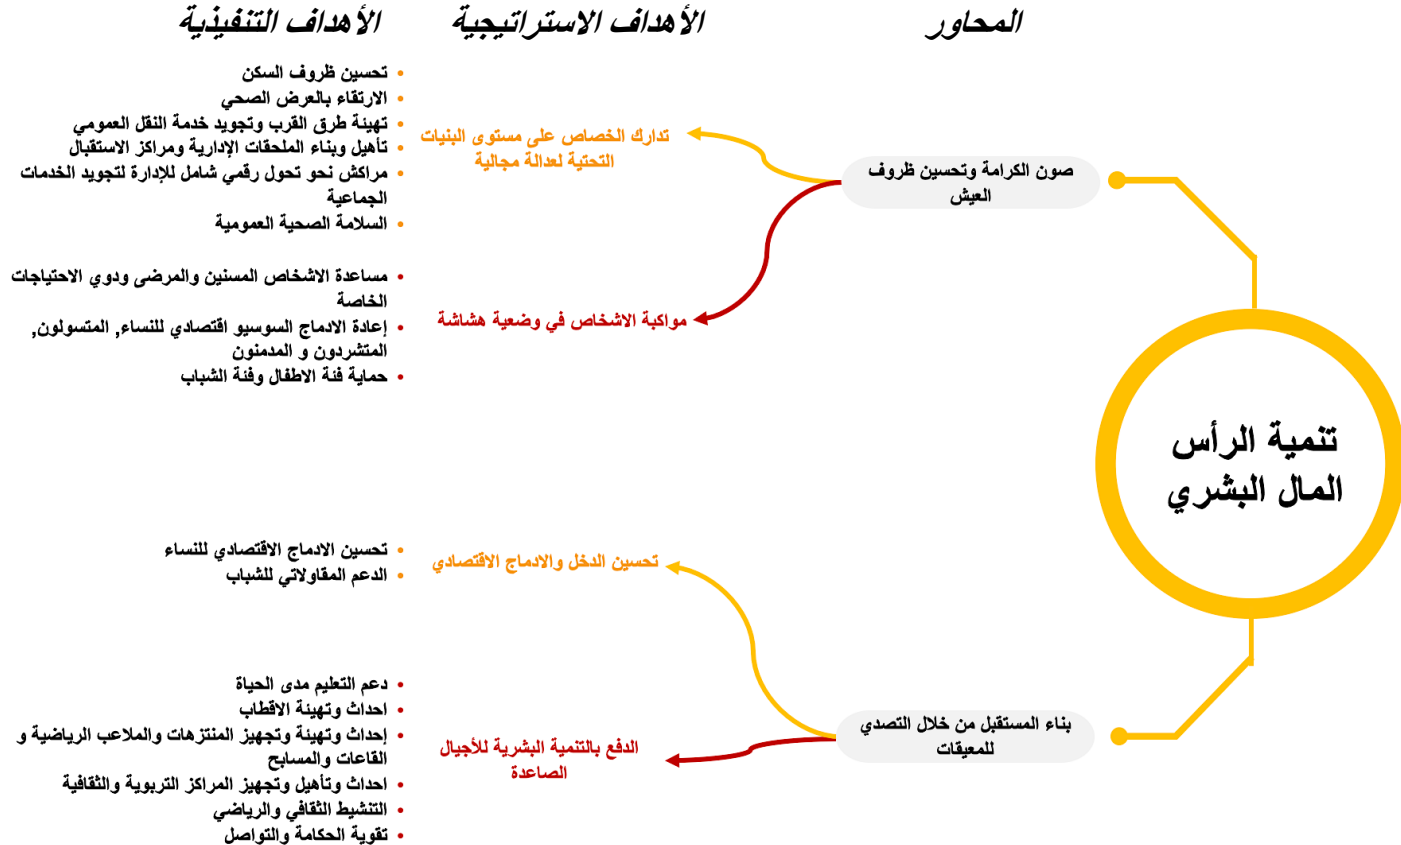 المحاور
الأهداف الاستراتيجية
الأهداف التنفيذية
تنمية الرأس
المال البشري
صون الكرامة وتحسين ظروف
العيش
تدارك الخصاص على مستوى البنيات
التحتية لعدالة مجالية
تحسين ظروف السكن
الارتقاء بالعرض الصحي
تهيئة طرق القرب وتجويد خدمة النقل العمومي
تأهيل وبناء الملحقات الإدارية ومراكز الاستقبال
مراكش نحو تحول رقمي شامل للإدارة لتجويد الخدمات
الجماعية
السلامة الصحية العمومية
مواكبة الاشخاص في وضعية هشاشة
مساعدة الاشخاص المسنين والمرضى ودوي الاحتياجات
الخاصة
إعادة الادماج السوسيو اقتصادي للنساء, المتسولون,
المتشردون و المدمنون
حماية فئة الاطفال وفئة الشباب
بناء المستقبل من خلال التصدي
للمعيقات
تحسين الدخل والادماج الاقتصادي
تحسين الادماج الاقتصادي للنساء
الدعم المقاولاتي للشباب
الدفع بالتنمية البشرية للأجيال
الصاعدة
دعم التعليم مدى الحياة
احداث وتهيئة الاقطاب
إحداث وتهيئة وتجهيز المنتزهات والملاعب الرياضية و
القاعات والمسابح
احداث وتأهيل وتجهيز المراكز التربوية والثقافية
التنشيط الثقافي والرياضي
تقوية الحكامة والتواصل